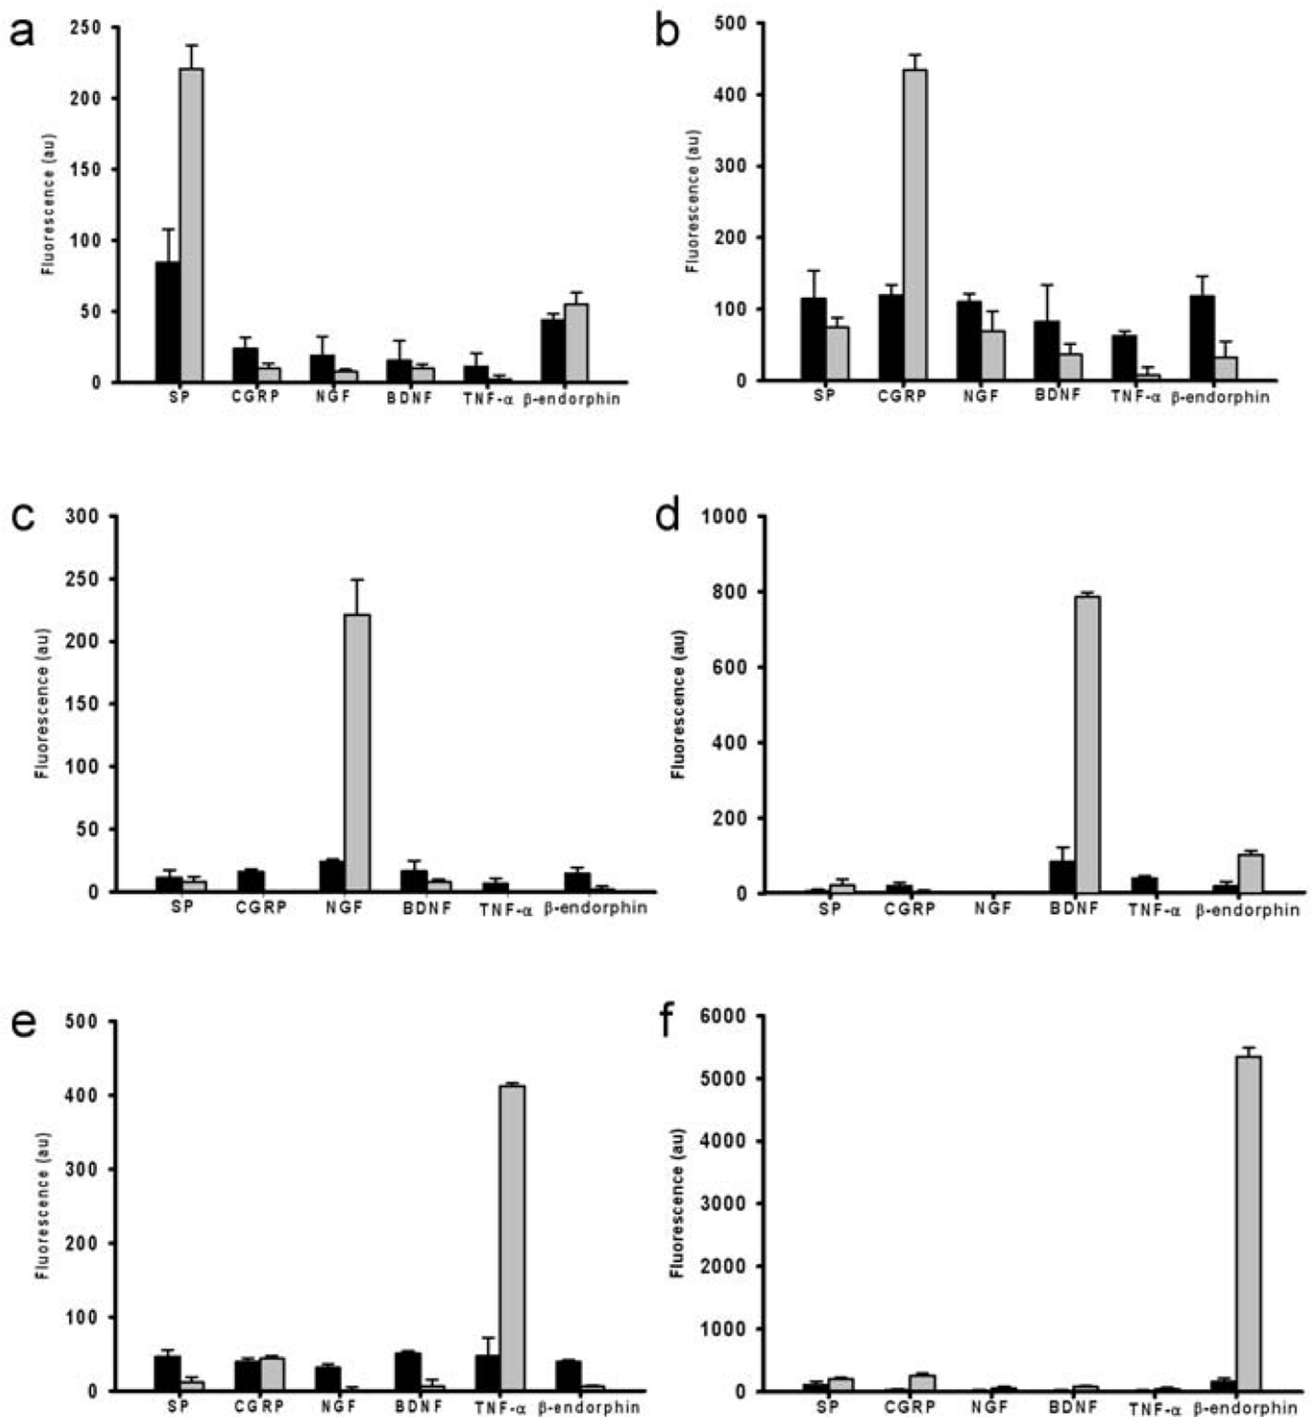 a
250
200
150
100
50
0
Fluorescence (au)
SP CGRP NGF BDNF TNF-α β-endorphin
b
500
400
300
200
100
0
Fluorescence (au)
SP CGRP NGF BDNF TNF-α β-endorphin
c
300
250
200
150
100
50
0
Fluorescence (au)
SP CGRP NGF BDNF TNF-α β-endorphin
d
1000
800
600
400
200
0
Fluorescence (au)
SP CGRP NGF BDNF TNF-α β-endorphin
e
500
400
300
200
100
0
Fluorescence (au)
SP CGRP NGF BDNF TNF-α β-endorphin
f
6000
5000
4000
3000
2000
1000
0
Fluorescence (au)
SP CGRP NGF BDNF TNF-α β-endorphin